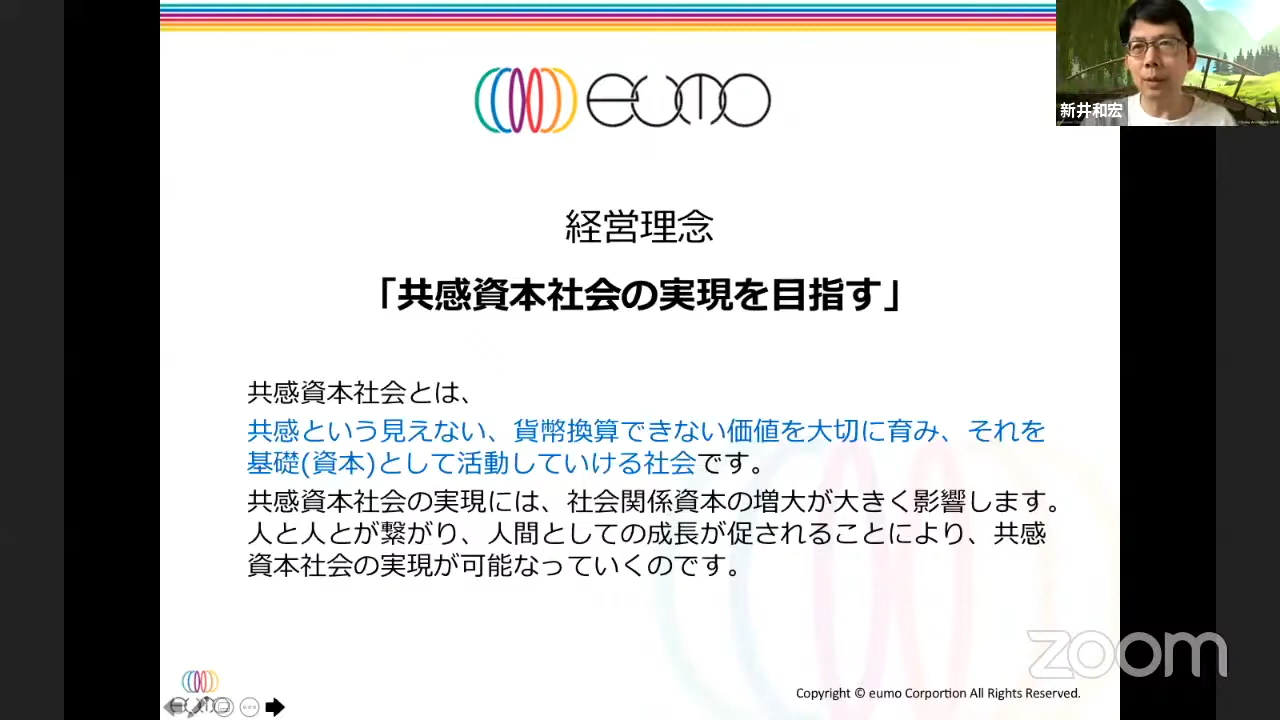 eumo
新井和宏
経営理念
「共感資本社会の実現を目指す」
共感資本社会とは、
共感という見えない、貨幣換算できない価値を大切に育み、それを
基礎(資本)として活動していける社会です。
共感資本社会の実現には、社会関係資本の増大が大きく影響します。
人と人とが繋がり、人間としての成長が促されることにより、共感
資本社会の実現が可能なっていくのです。
zoom
eumo
Copyright © eumo Corportion All Rights Reserved.